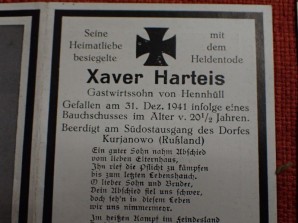 Seine mit
Heimatliebe dem
besiegelte Heldentode
Xaver Harteis
Gastwirtssohn von Hennhüll
Gefallen am 31. Dez. 1941 infolge eines
Bauchschusses im Alter v. 20½ Jahren.
Beerdigt am Südostausgang des Dorfes
Kurjanowo (Rußland)
Ein guter Sohn nahm Abschied
vom lieben Elternhaus,
Ihn rief die Pflicht zu kämpfen
bis zum letzten Lebenshauch.
O lieber Sohn und Bruder,
Dein Abschied fiel uns schwer,
doch seh'n in diesem Leben
wir uns nimmermehr.
Im heißen Kampf im Feindesland